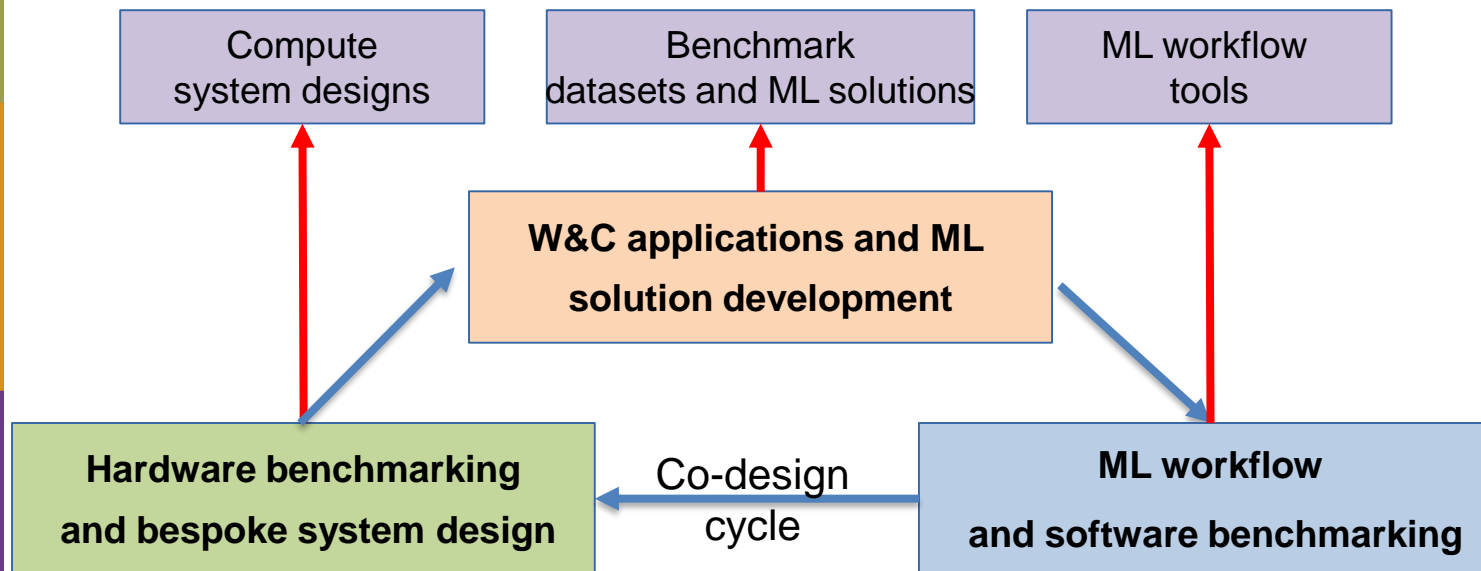 Compute
system designs
Benchmark
datasets and ML solutions
ML workflow
tools
W&C applications and ML
solution development
Hardware benchmarking
and bespoke system design
Co-design
cycle
ML workflow
and software benchmarking